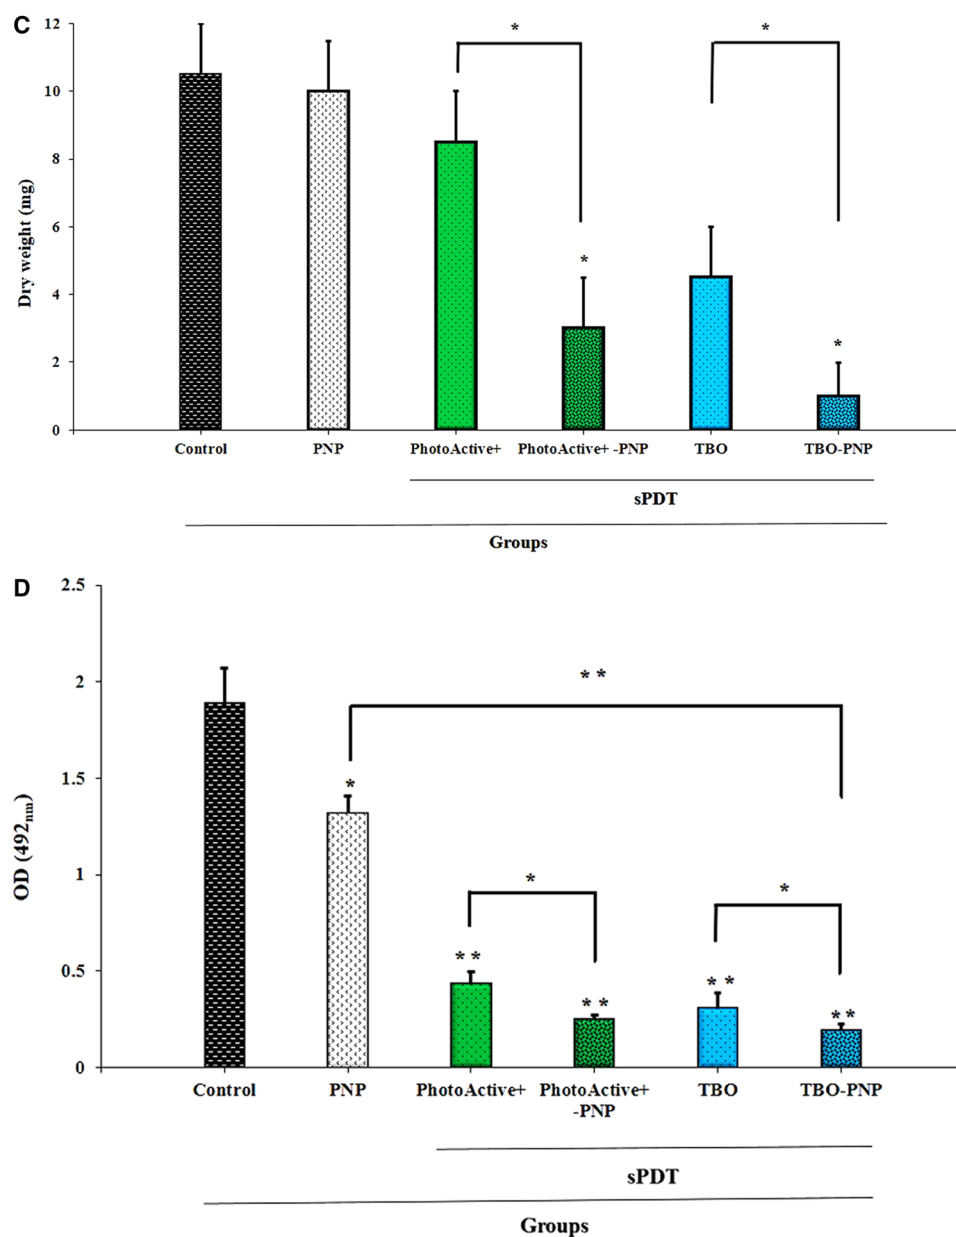 C
12
10
8
6
4
2
0
Dry weight (mg)
* *
*
*
Control PNP PhotoActive+ PhotoActive+ -PNP TBO TBO-PNP
sPDT
Groups
D
2.5
2
1.5
1
0.5
0
OD (492nm)
**
*
* *
** ** ** **
Control PNP PhotoActive+ PhotoActive+ TBO TBO-PNP
-PNP
sPDT
Groups